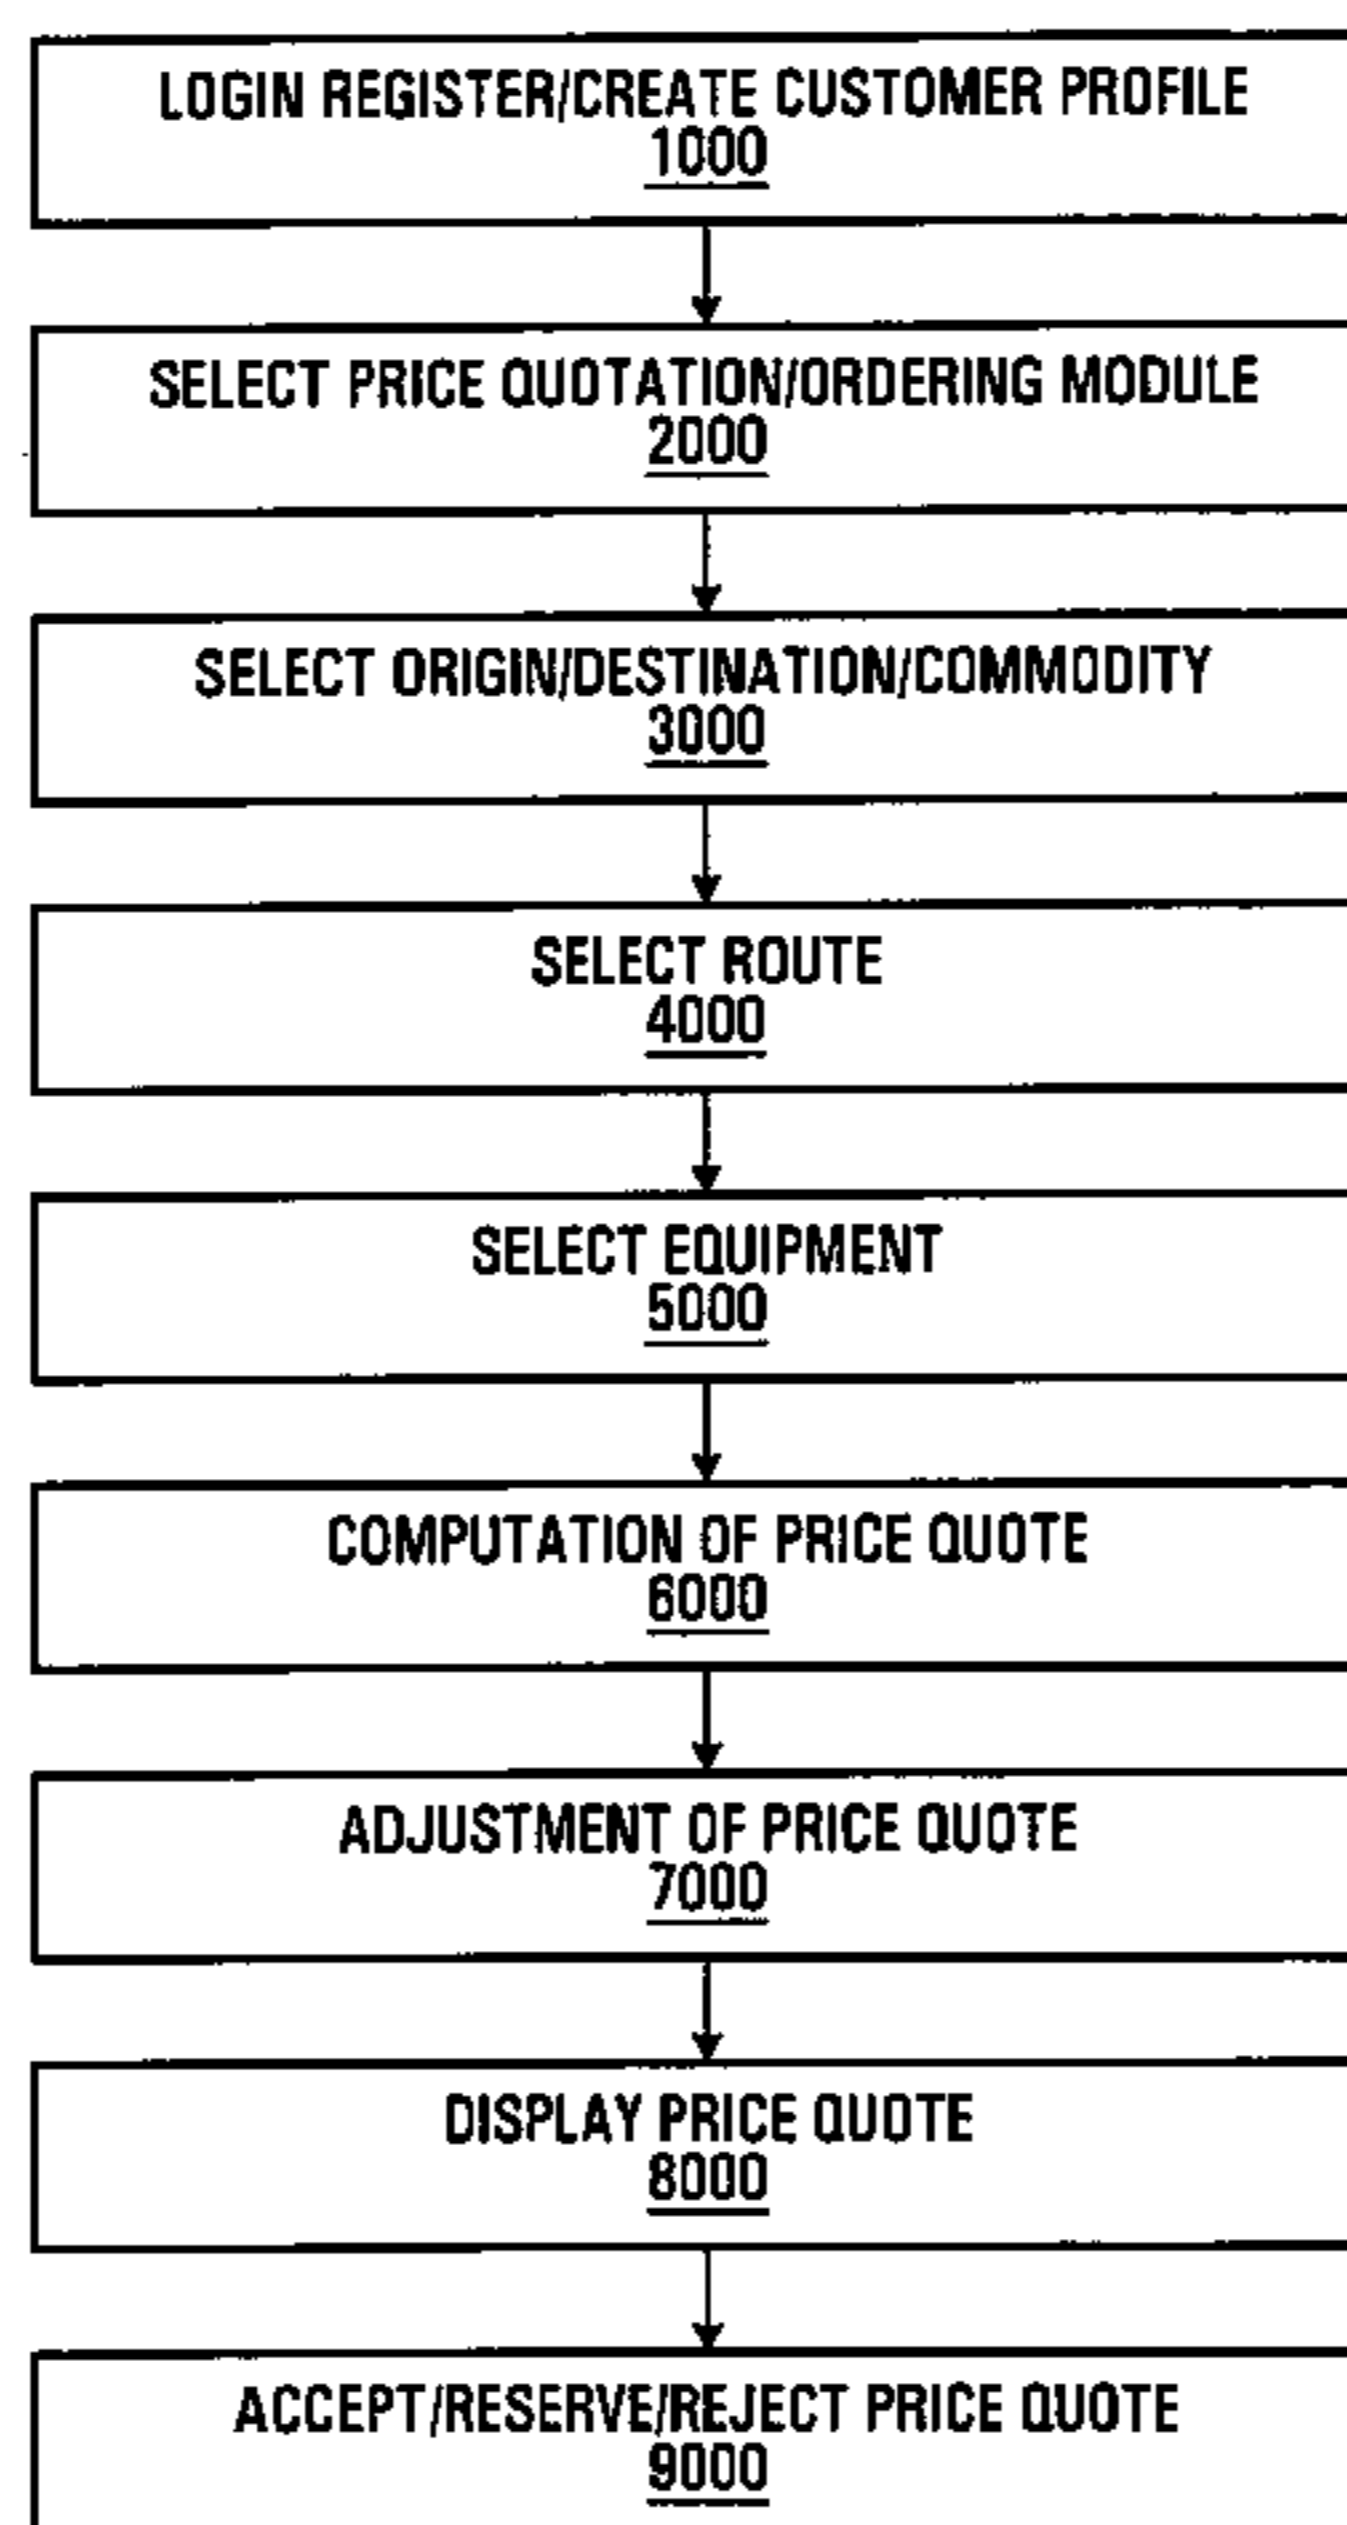 LOGIN REGISTER/CREATE CUSTOMER PROFILE
1000
SELECT PRICE QUOTATION/ORDERING MODULE
2000
SELECT ORIGIN/DESTINATION/COMMODITY
3000
SELECT ROUTE
4000
SELECT EQUIPMENT
5000
COMPUTATION OF PRICE QUOTE
6000
ADJUSTMENT OF PRICE QUOTE
7000
DISPLAY PRICE QUOTE
8000
ACCEPT/RESERVE/REJECT PRICE QUOTE
9000